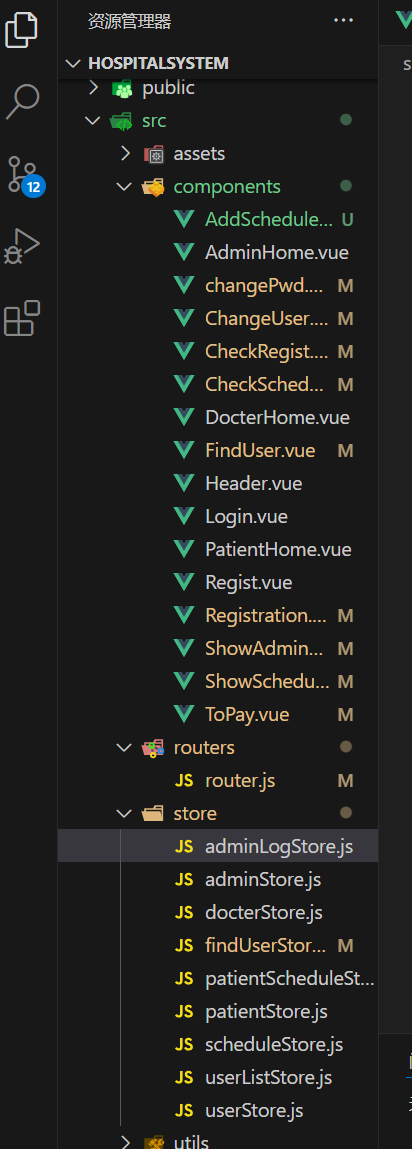 资源管理器 ...
HOSPITALSYSTEM
public
src
assets
components
AddSchedule... U
AdminHome.vue
changePwd.... M
ChangeUser.... M
CheckRegist.... M
12
CheckSched... M
DocterHome.vue
FindUser.vue M
Header.vue
Login.vue
PatientHome.vue
Regist.vue
Registration.... M
ShowAdmin... M
ShowSchedu... M
ToPay.vue M
routers
JS router.js M
store
JS adminLogStore.js
JS adminStore.js
JS docterStore.js
JS findUserStor... M
JS patientScheduleSt...
JS patientStore.js
JS scheduleStore.js
JS userListStore.js
JS userStore.js
utils